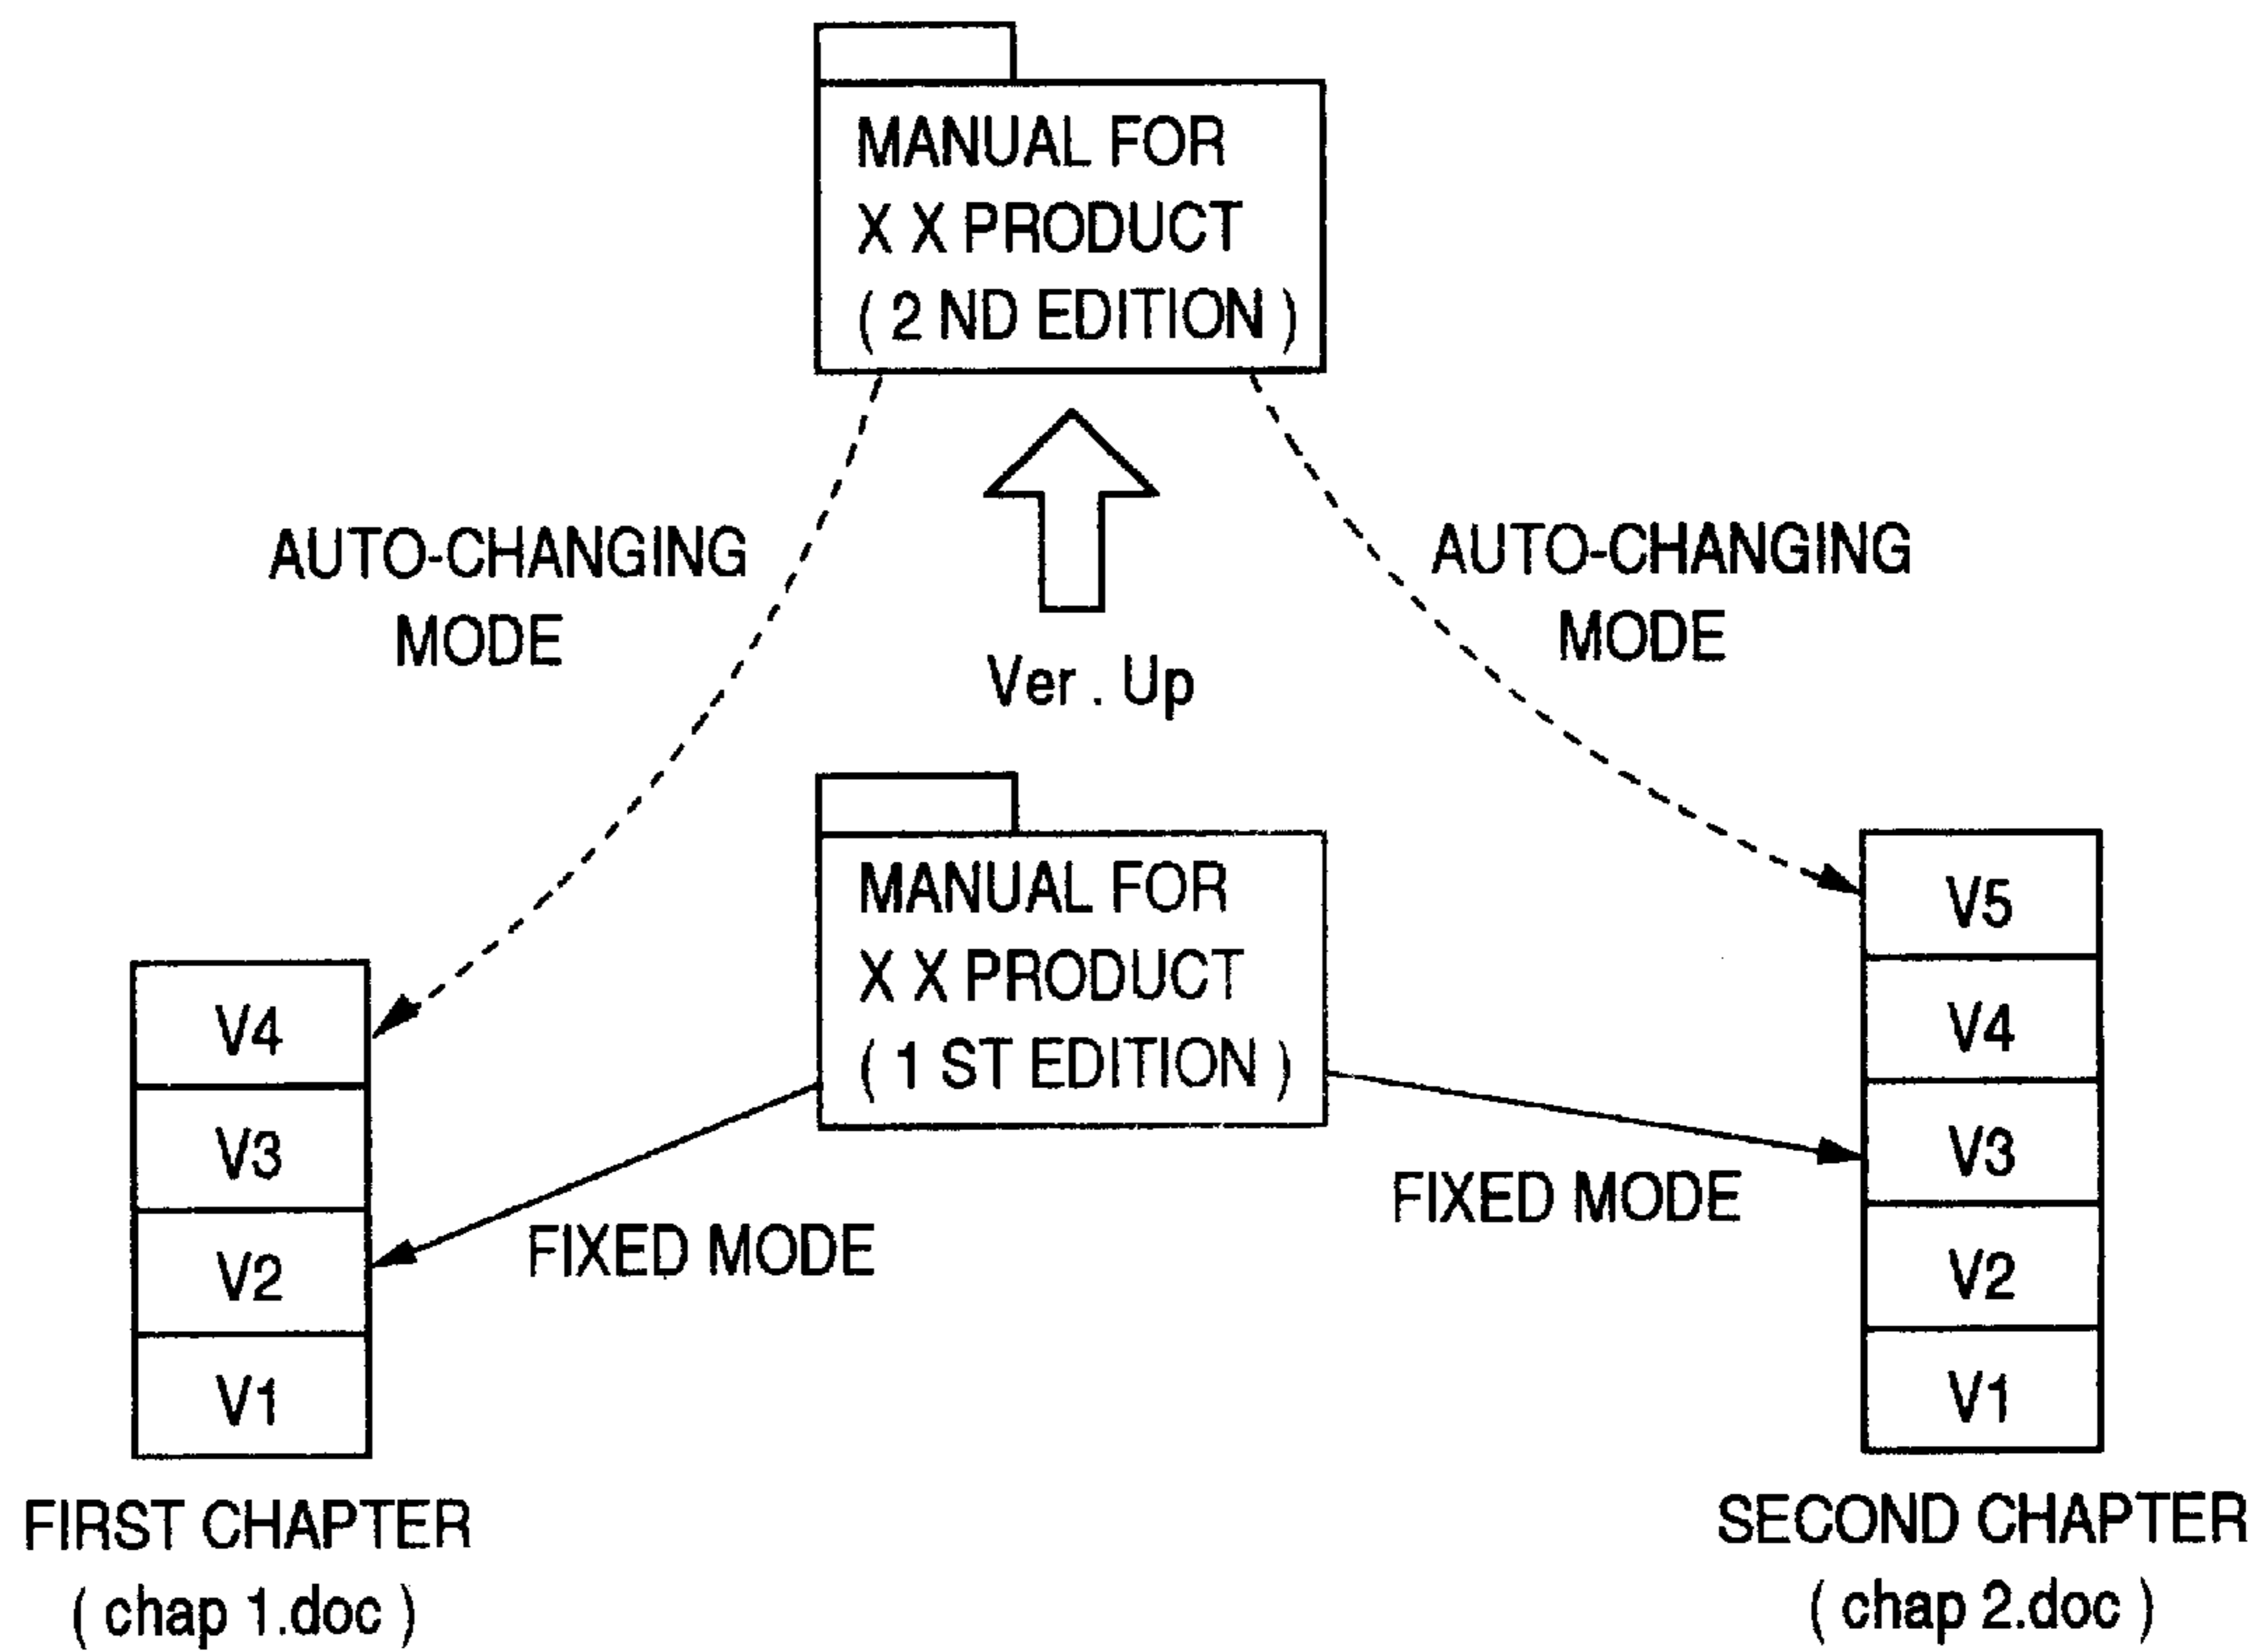 MANUAL FOR
X X PRODUCT
( 2 ND EDITION )
AUTO-CHANGING
MODE
AUTO-CHANGING
MODE
Ver . Up
MANUAL FOR
X X PRODUCT
( 1 ST EDITION )
FIXED MODE
FIXED MODE
V4
V3
V2
V1
FIRST CHAPTER
( chap 1.doc )
V5
V4
V3
V2
V1
SECOND CHAPTER
( chap 2.doc )